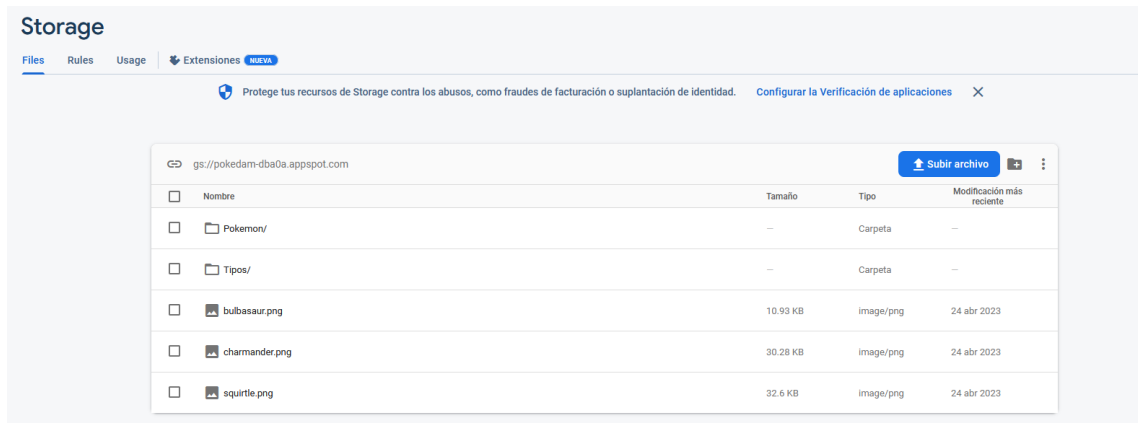 Storage
Files Rules Usage Extensiones NUEVA
Protege tus recursos de Storage contra los abusos, como fraudes de facturación o suplantación de identidad. Configurar la Verificación de aplicaciones
gs://pokedam-dba0a.appspot.com Subir archivo
Nombre Tamaño Tipo Modificación más
reciente
Pokemon/ — Carpeta —
Tipos/ — Carpeta —
bulbasaur.png 10.93 KB image/png 24 abr 2023
charmander.png 30.28 KB image/png 24 abr 2023
squirtle.png 32.6 KB image/png 24 abr 2023